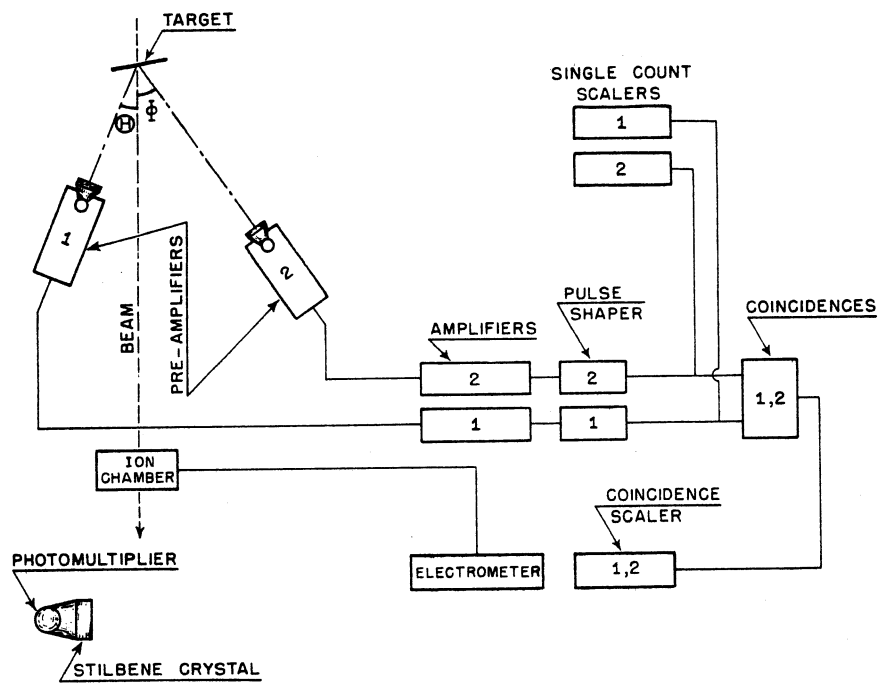 TARGET
Θ
Φ
SINGLE COUNT
SCALERS
1
2
1
2
BEAM
PRE-AMPLIFIERS
AMPLIFIERS
2
1
PULSE
SHAPER
2
1
COINCIDENCES
1,2
ION
CHAMBER
COINCIDENCE
SCALER
1,2
ELECTROMETER
PHOTOMULTIPLIER
STILBENE CRYSTAL